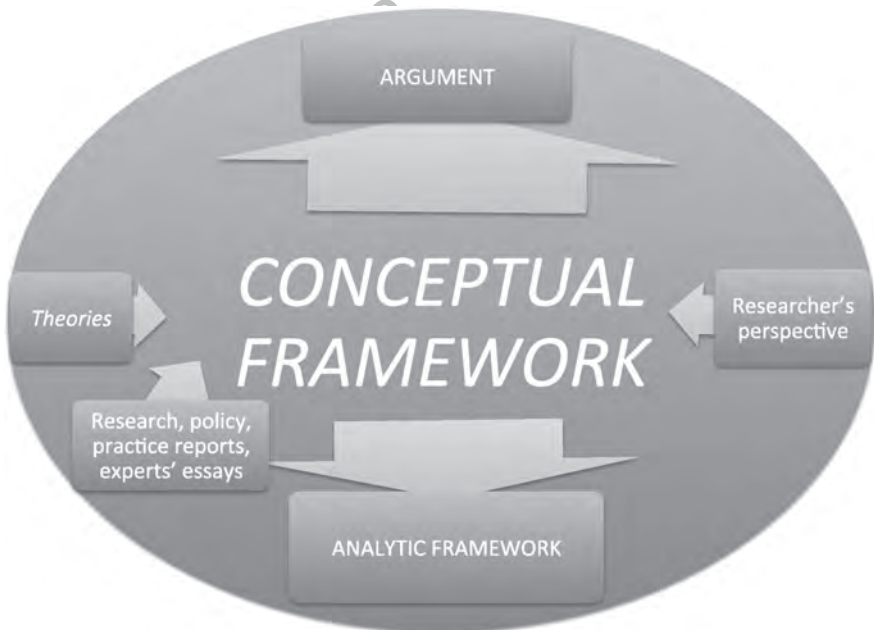 ARGUMENT
CONCEPTUAL
FRAMEWORK
Theories
Researcher's
perspective
Research, policy,
practice reports,
experts' essays
ANALYTIC FRAMEWORK